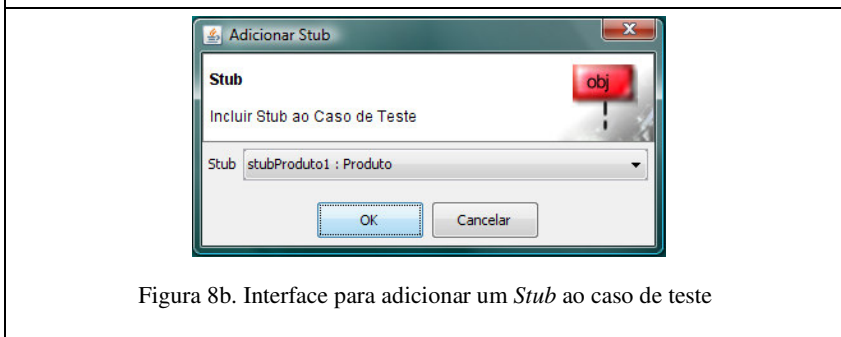 Adicionar Stub
Stub
obj
Incluir Stub ao Caso de Teste
Stub stubProduto1 : Produto
OK Cancelar
Figura 8b. Interface para adicionar um Stub ao caso de teste